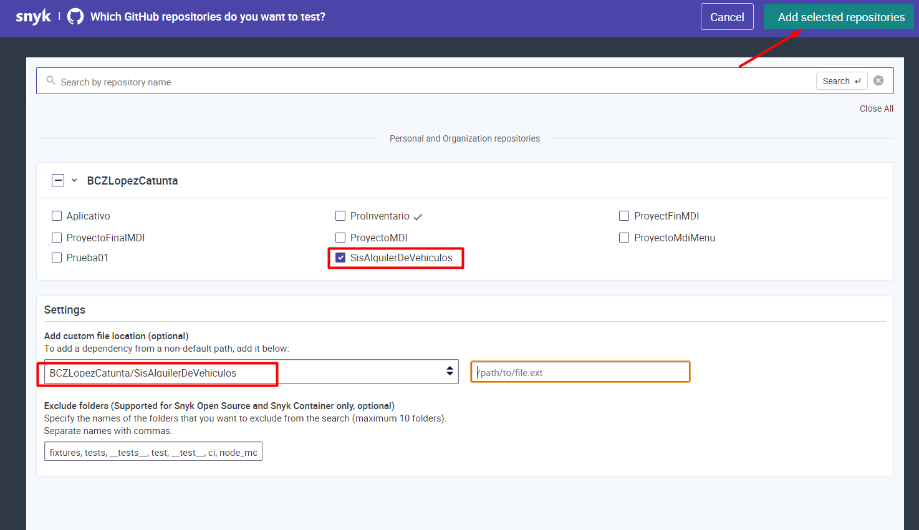 snyk | Which GitHub repositories do you want to test?
Cancel
Add selected repositories
Search by repository name
Search ↵
Close All
Personal and Organization repositories
BCZLopezCatunta
Aplicativo
ProInventario
ProyectFinMDI
ProyectoFinalMDI
ProyectoMDI
ProyectoMdiMenu
Prueba01
SisAlquilerDeVehiculos
Settings
Add custom file location (optional)
To add a dependency from a non-default path, add it below:
BCZLopezCatunta/SisAlquilerDeVehiculos
/path/to/file.ext
Exclude folders (Supported for Snyk Open Source and Snyk Container only, optional)
Specify the names of the folders that you want to exclude from the search (maximum 10 folders).
Separate names with commas.
fixtures, tests, __tests__, test, __test__, ci, node_mc